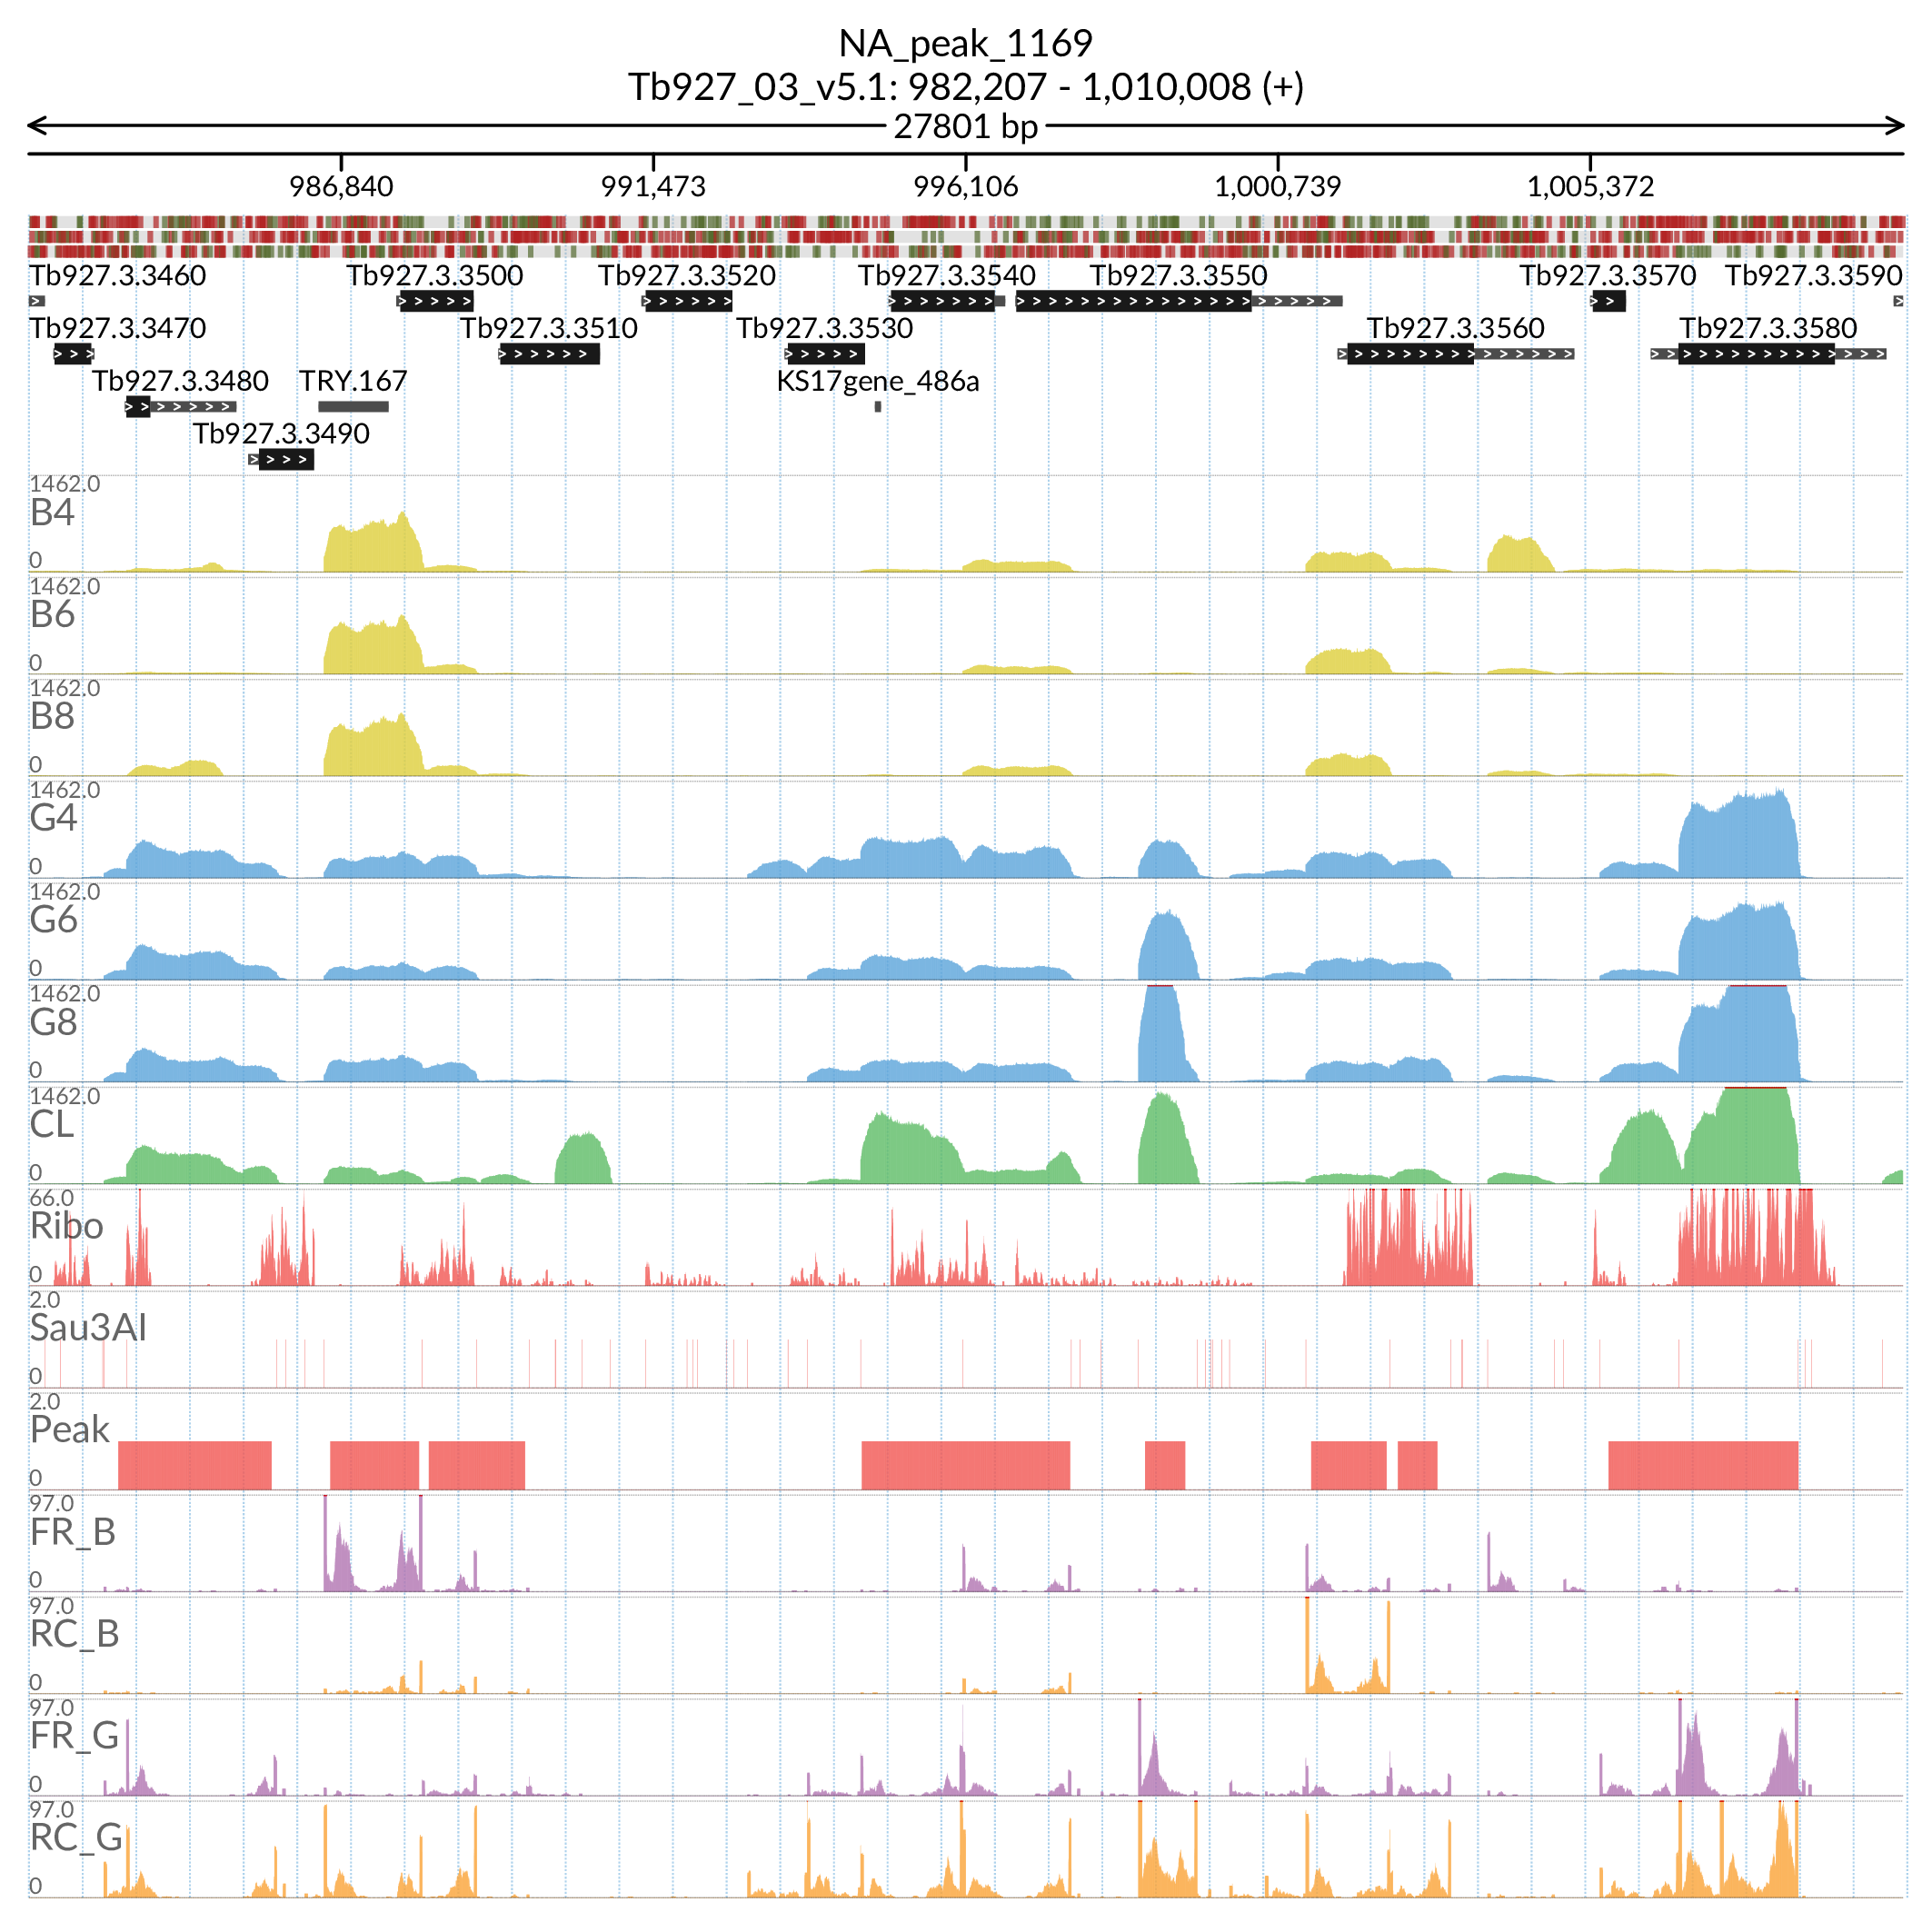 NA_peak_1169
Tb927_03_v5.1: 982,207 - 1,010,008 (+)
27801 bp
986,840 991,473 996,106 1,000,739 1,005,372
Tb927.3.3460 Tb927.3.3500 Tb927.3.3520 Tb927.3.3540 Tb927.3.3550 Tb927.3.3570 Tb927.3.3590
Tb927.3.3470 Tb927.3.3510 Tb927.3.3530 Tb927.3.3560 Tb927.3.3580
Tb927.3.3480 TRY.167 KS17gene_486a
Tb927.3.3490
1462.0
B4
0
1462.0
B6
0
1462.0
B8
0
1462.0
G4
0
1462.0
G6
0
1462.0
G8
0
1462.0
CL
0
66.0
Ribo
0
2.0
Sau3AI
0
2.0
Peak
0
97.0
FR_B
0
97.0
RC_B
0
97.0
FR_G
0
97.0
RC_G
0